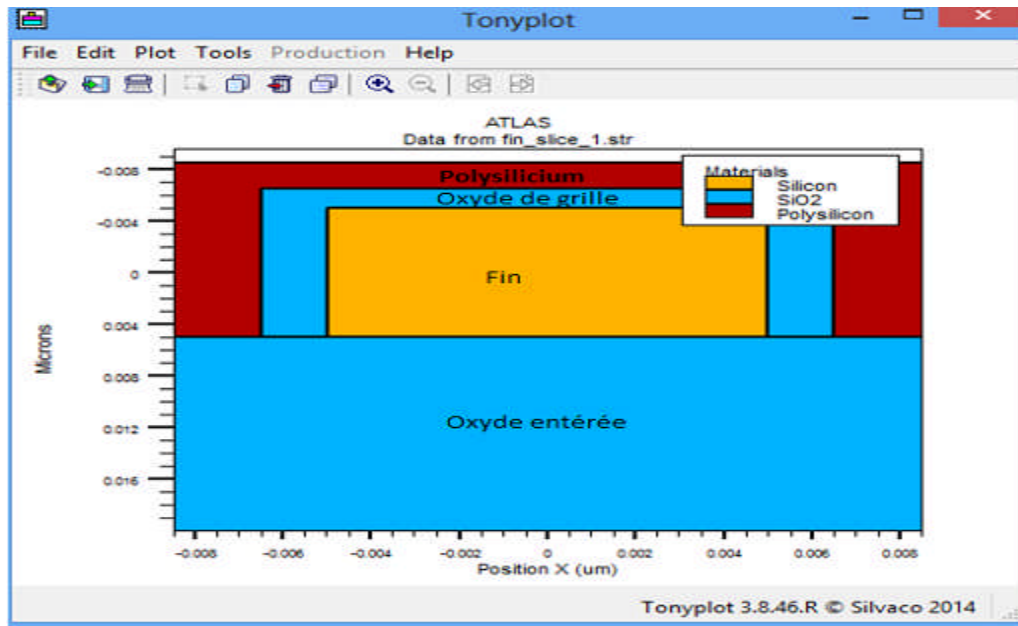 Tonyplot
File Edit Plot Tools Production Help
ATLAS
Data from fin_slice_1.str
Materials
Silicon
SiO2
Polysilicon
Polysilicium
Oxyde de grille
Fin
Oxyde entérée
Microns
-0.008
-0.004
0
0.004
0.008
0.012
0.016
-0.008 -0.006 -0.004 -0.002 0 0.002 0.004 0.006 0.008
Position X (um)
Tonyplot 3.8.46.R © Silvaco 2014